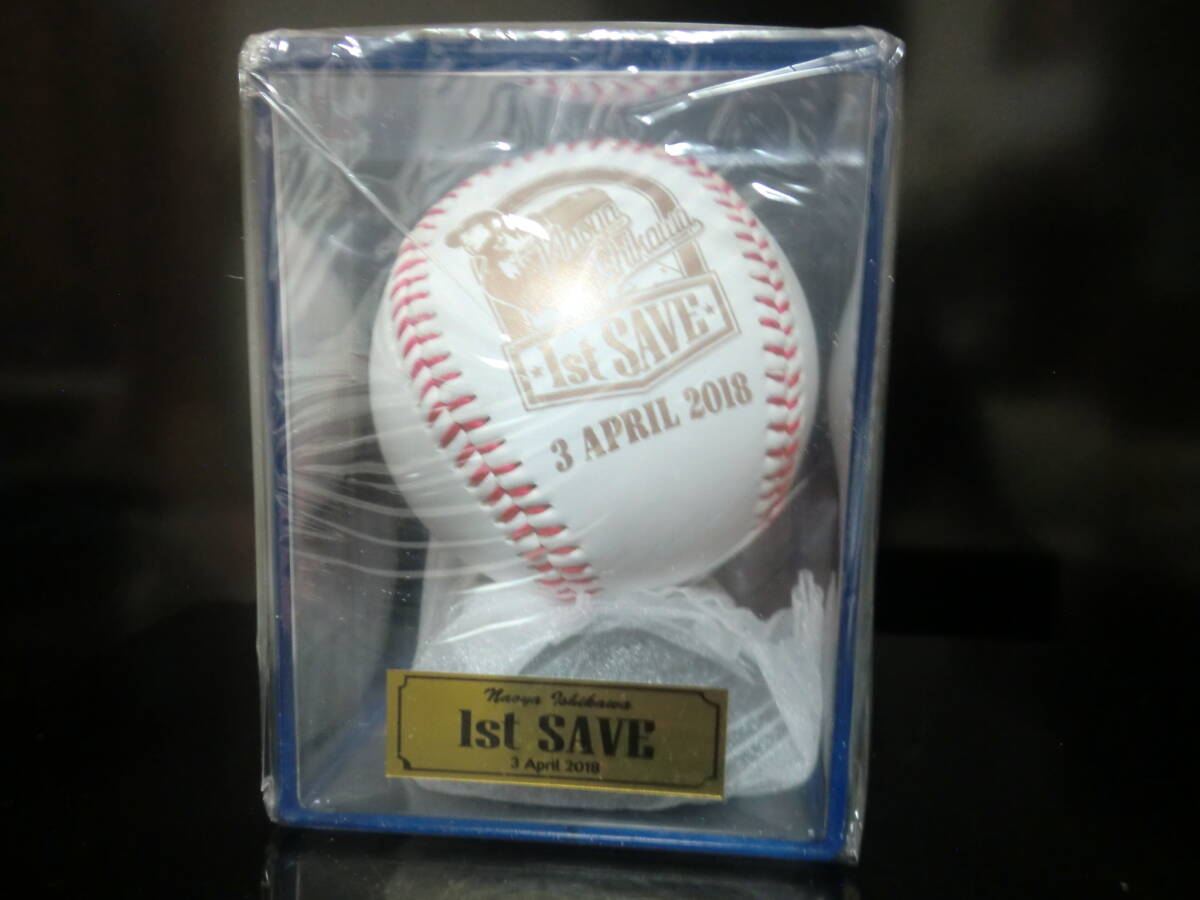 Naoya
Ishikawa
1st SAVE
3 APRIL 2018
Naoya Ishikawa
1st SAVE
3 April 2018